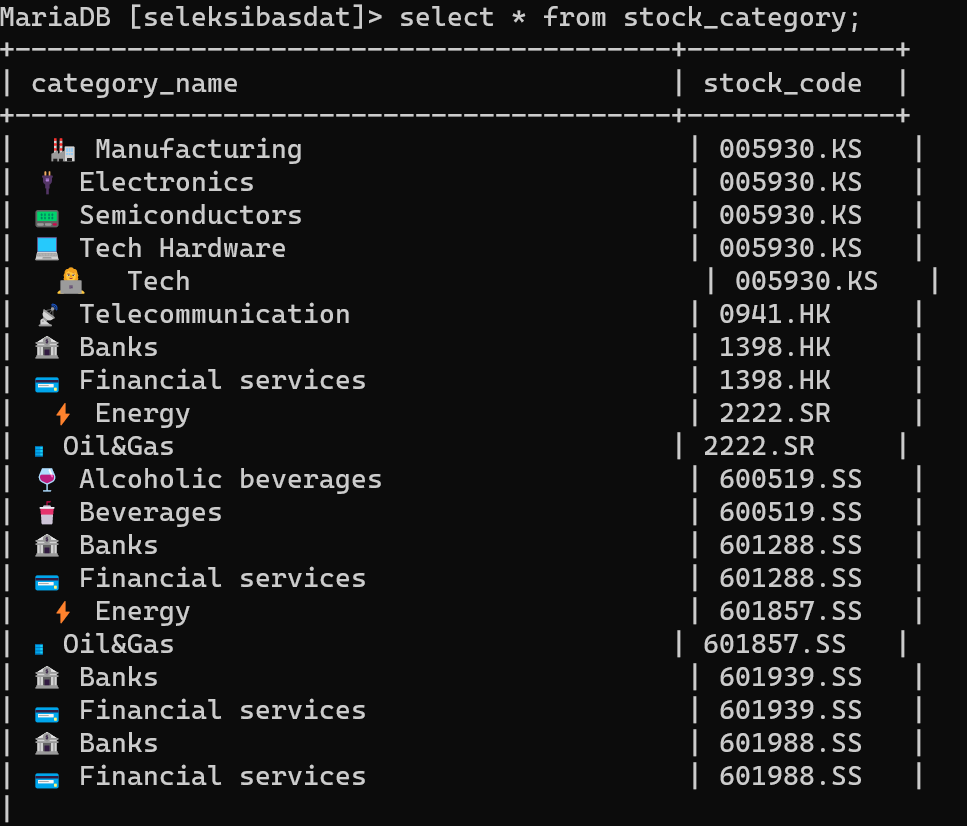 MariaDB [seleksibasdat]> select * from stock_category;
+-----------------------------------------+-------------+
| category_name | stock_code |
+-----------------------------------------+-------------+
| 🏭 Manufacturing | 005930.KS |
| 🔌 Electronics | 005930.KS |
| 📟 Semiconductors | 005930.KS |
| 💻 Tech Hardware | 005930.KS |
| 👩‍💻 Tech | 005930.KS |
| 📡 Telecommunication | 0941.HK |
| 🏦 Banks | 1398.HK |
| 💳 Financial services | 1398.HK |
| ⚡ Energy | 2222.SR |
| 🛢 Oil&Gas | 2222.SR |
| 🍷 Alcoholic beverages | 600519.SS |
| 🥤 Beverages | 600519.SS |
| 🏦 Banks | 601288.SS |
| 💳 Financial services | 601288.SS |
| ⚡ Energy | 601857.SS |
| 🛢 Oil&Gas | 601857.SS |
| 🏦 Banks | 601939.SS |
| 💳 Financial services | 601939.SS |
| 🏦 Banks | 601988.SS |
| 💳 Financial services | 601988.SS |
|